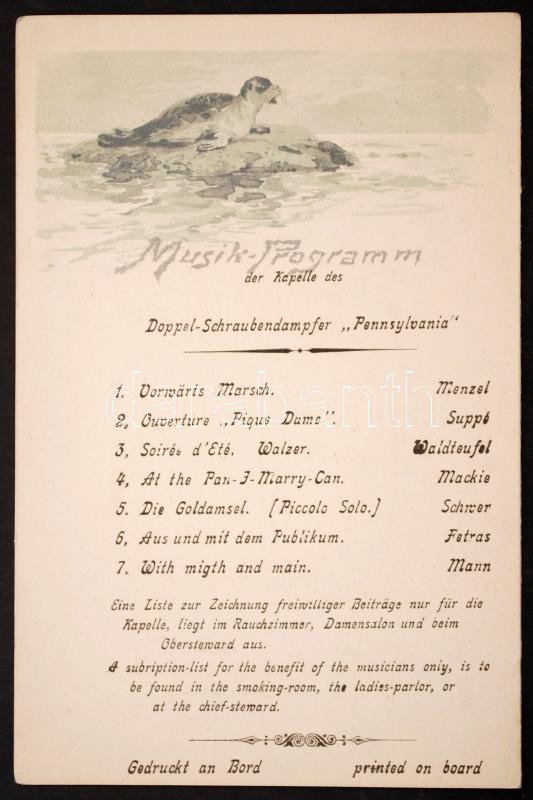 Musik-Programm
der Kapelle des
Doppel-Schraubendampfer „Pennsylvania"
1. Vorwäris Marsch. Menzel
2, Ouverture „Pique Dame". Suppé
3, Soirée d'Eté, Walzer. Waldteufel
4, At the Pan-I-Marry-Can. Mackie
5. Die Goldamsel. [Piccolo Solo.] Schwer
6, Aus und mit dem Publikum. Fetras
7. With migth and main. Mann
Eine Liste zur Zeichnung freiwilliger Beiträge nur für die
Kapelle, liegt im Rauchzimmer, Damensalon und beim
Obersteward aus.
A subription-list for the benefit of the musicians only, is to
be found in the smoking-room, the ladies-parlor, or
at the chief-steward.
Gedruckt an Bord printed on board
darabanth